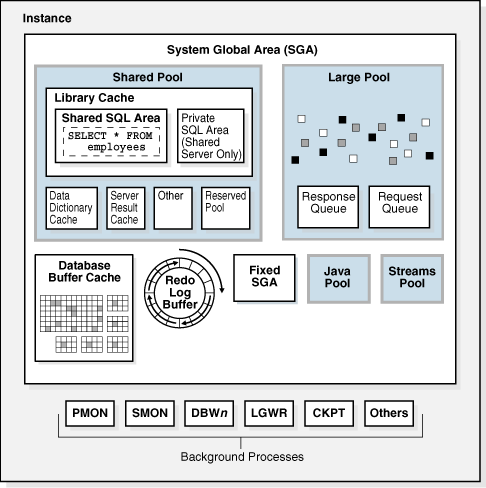 Instance
System Global Area (SGA)
Shared Pool
Library Cache
Shared SQL Area
SELECT * FROM
employees
Private
SQL Area
(Shared
Server Only)
Data
Dictionary
Cache
Server
Result
Cache
Other
Reserved
Pool
Large Pool
Response
Queue
Request
Queue
Database
Buffer Cache
Redo
Log
Buffer
Fixed
SGA
Java
Pool
Streams
Pool
PMON
SMON
DBWn
LGWR
CKPT
Others
Background Processes